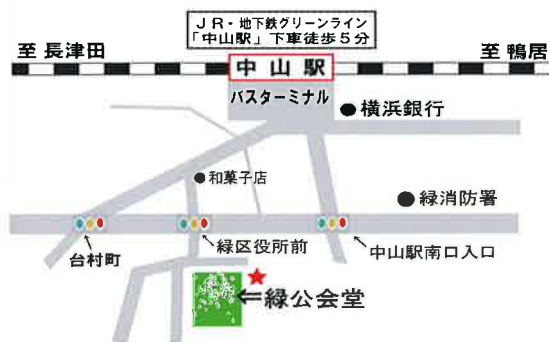 JR・地下鉄グリーンライン
「中山駅」下車徒歩5分
至 長津田
至 鴨居
中山駅
バスターミナル
●横浜銀行
●和菓子店
●緑消防署
台村町
緑区役所前
中山駅南口入口
★
⇐緑公会堂